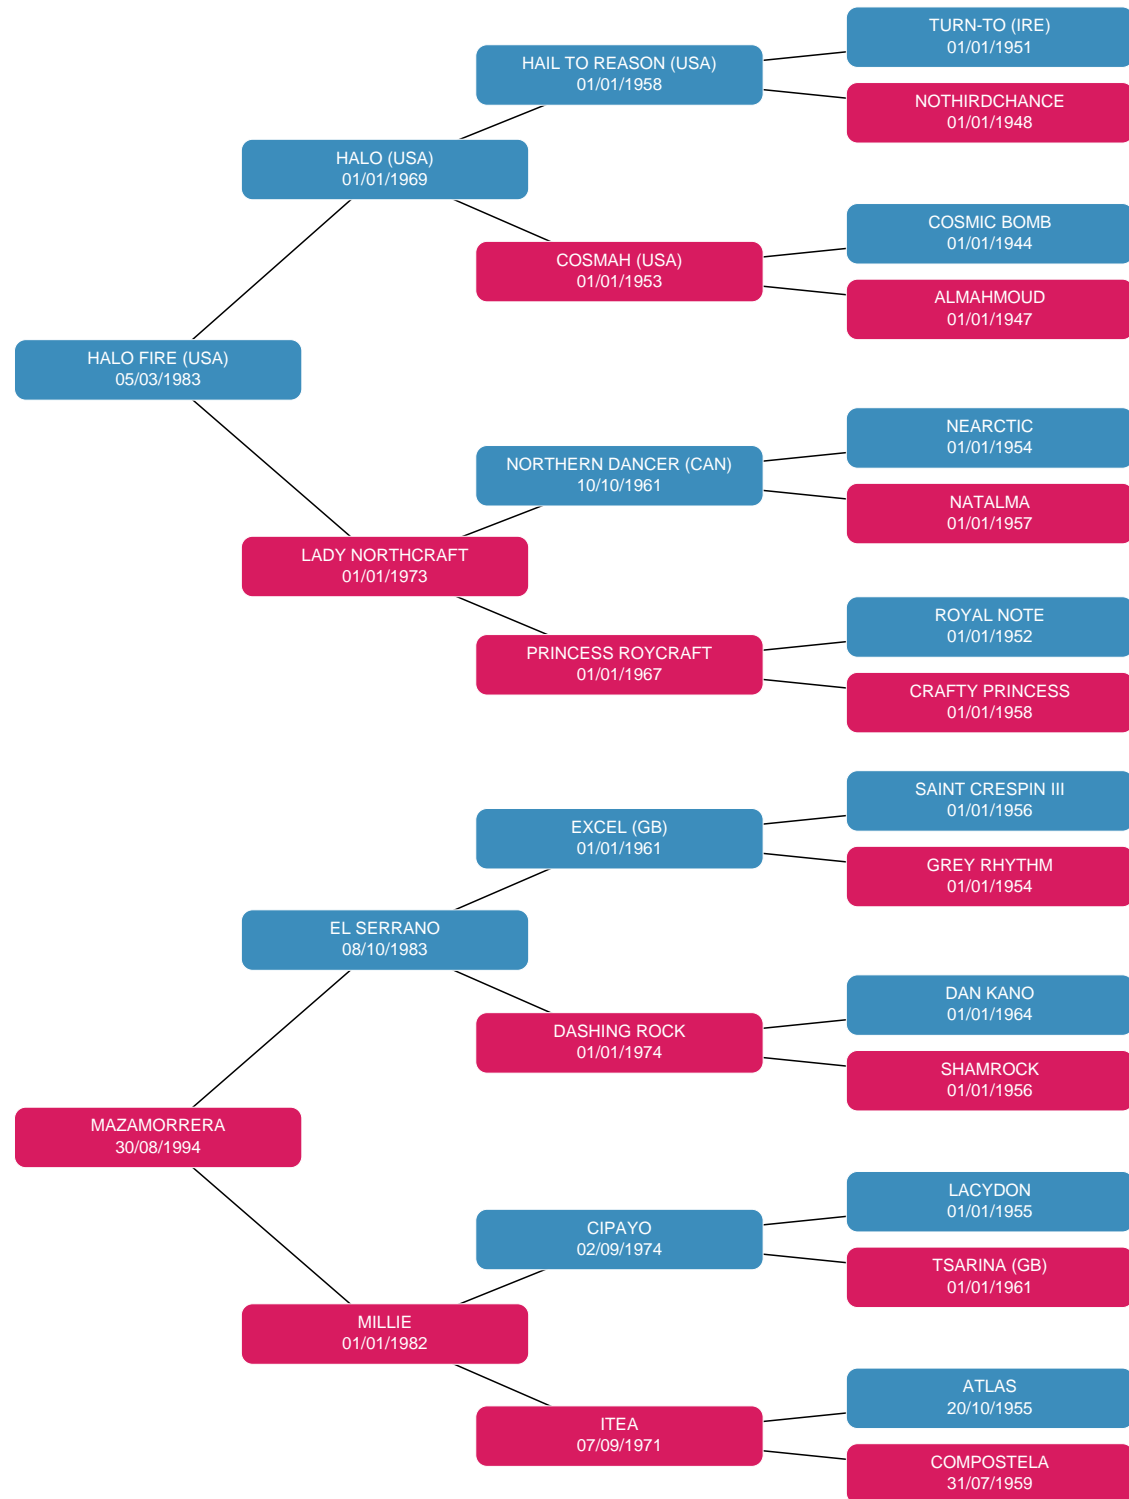 TURN-TO (IRE)
01/01/1951
HAIL TO REASON (USA)
01/01/1958
NOTHIRDCHANCE
01/01/1948
HALO (USA)
01/01/1969
COSMIC BOMB
01/01/1944
COSMAH (USA)
01/01/1953
ALMAHMOUD
01/01/1947
HALO FIRE (USA)
05/03/1983
NEARCTIC
01/01/1954
NORTHERN DANCER (CAN)
10/10/1961
NATALMA
01/01/1957
LADY NORTHCRAFT
01/01/1973
ROYAL NOTE
01/01/1952
PRINCESS ROYCRAFT
01/01/1967
CRAFTY PRINCESS
01/01/1958
SAINT CRESPIN III
01/01/1956
EXCEL (GB)
01/01/1961
GREY RHYTHM
01/01/1954
EL SERRANO
08/10/1983
DAN KANO
01/01/1964
DASHING ROCK
01/01/1974
SHAMROCK
01/01/1956
MAZAMORRERA
30/08/1994
LACYDON
01/01/1955
CIPAYO
02/09/1974
TSARINA (GB)
01/01/1961
MILLIE
01/01/1982
ATLAS
20/10/1955
ITEA
07/09/1971
COMPOSTELA
31/07/1959